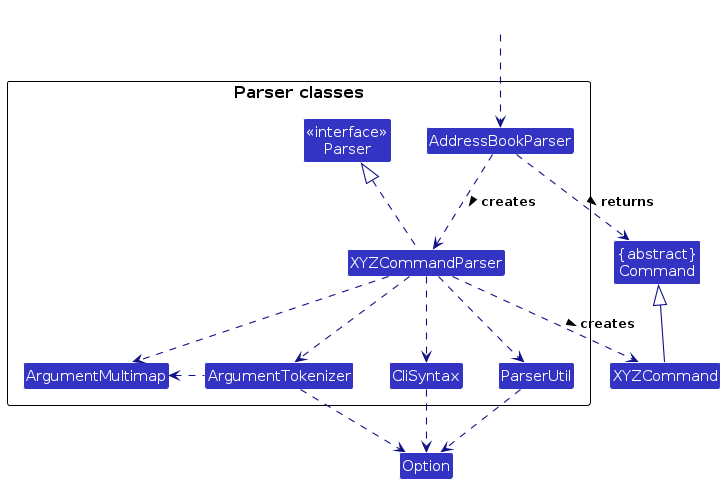 Parser classes
«interface»
Parser
AddressBookParser
creates
returns
{abstract}
Command
XYZCommandParser
creates
ArgumentMultimap
ArgumentTokenizer
CliSyntax
ParserUtil
XYZCommand
Option